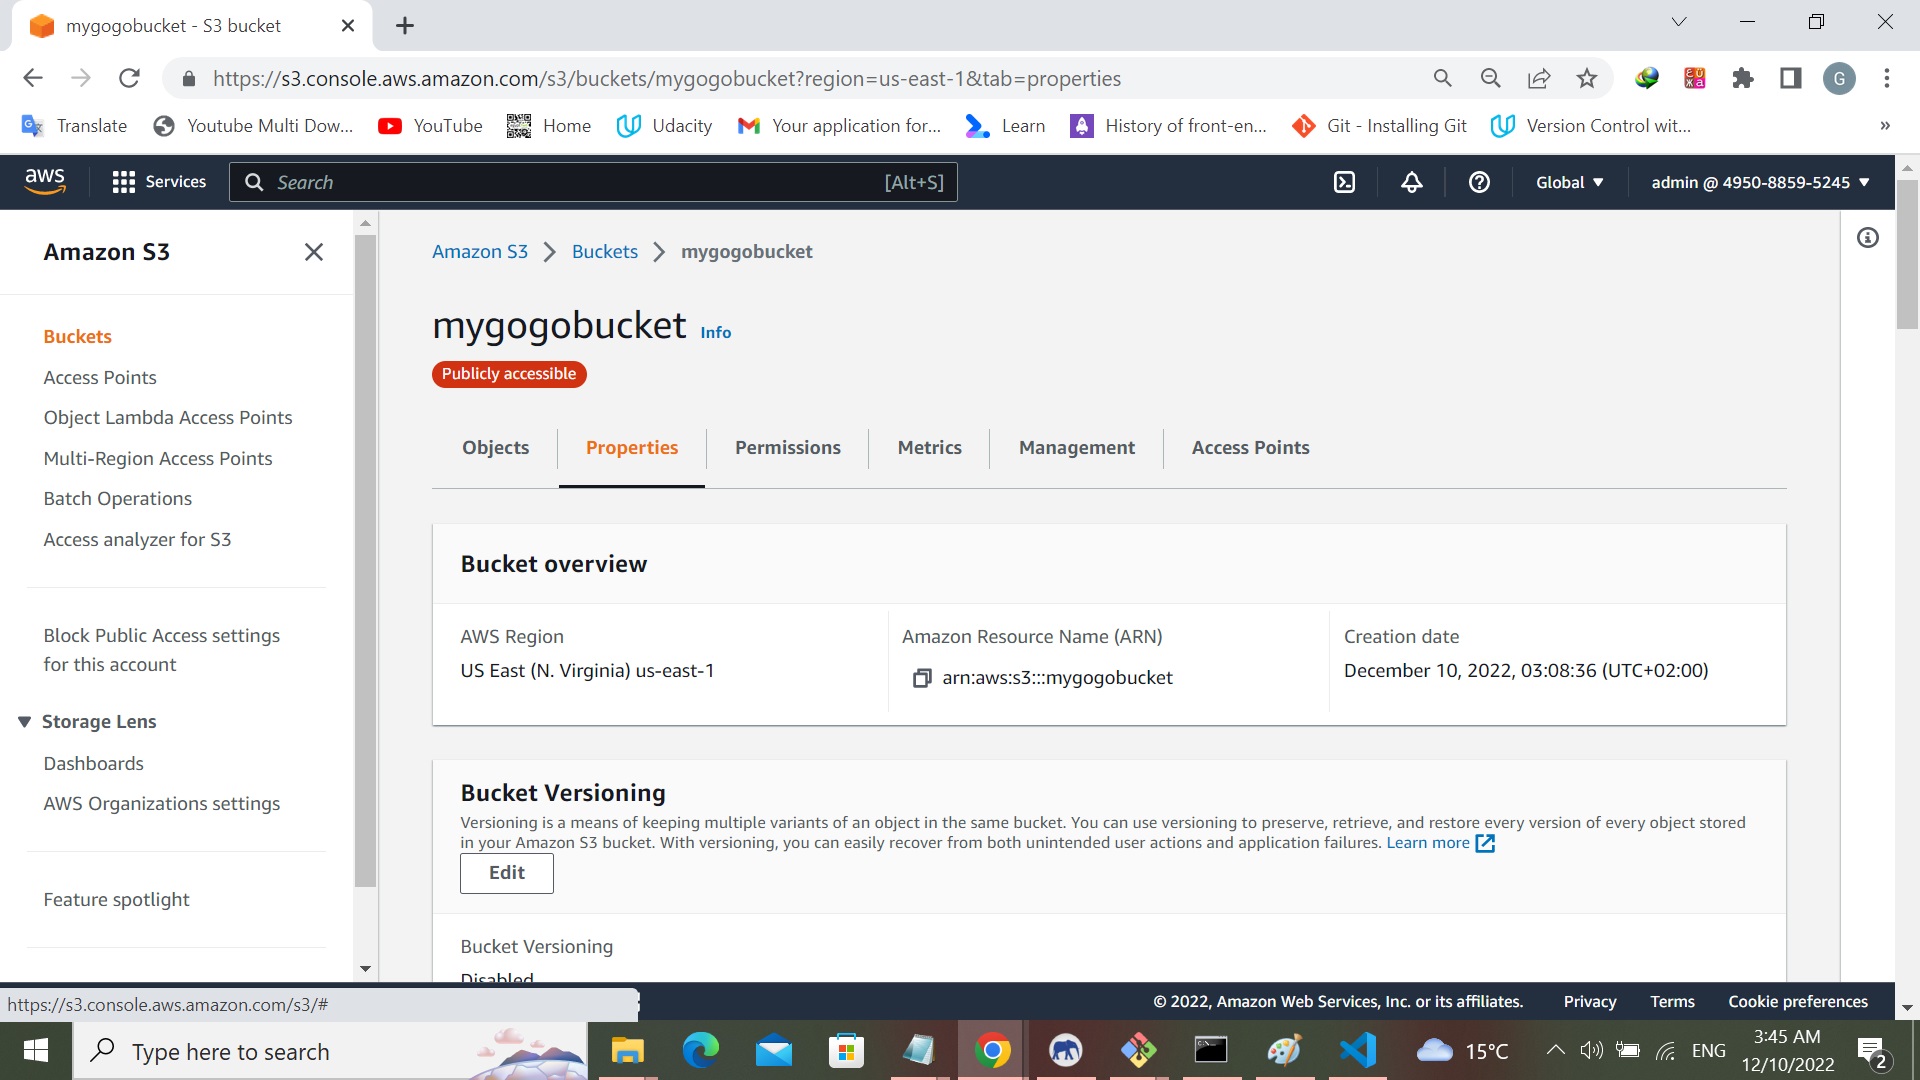 mygogobucket - S3 bucket
https://s3.console.aws.amazon.com/s3/buckets/mygogobucket?region=us-east-1&tab=properties
G
Translate
Youtube Multi Dow...
YouTube
Home
Udacity
Your application for...
Learn
History of front-en...
Git - Installing Git
Version Control wit...
»
aws
Services
Search
[Alt+S]
Global
admin @ 4950-8859-5245
Amazon S3
Buckets
Access Points
Object Lambda Access Points
Multi-Region Access Points
Batch Operations
Access analyzer for S3
Block Public Access settings
for this account
Storage Lens
Dashboards
AWS Organizations settings
Feature spotlight
Amazon S3
Buckets
mygogobucket
mygogobucket
Info
Publicly accessible
Objects
Properties
Permissions
Metrics
Management
Access Points
Bucket overview
AWS Region
US East (N. Virginia) us-east-1
Amazon Resource Name (ARN)
arn:aws:s3:::mygogobucket
Creation date
December 10, 2022, 03:08:36 (UTC+02:00)
Bucket Versioning
Versioning is a means of keeping multiple variants of an object in the same bucket. You can use versioning to preserve, retrieve, and restore every version of every object stored
in your Amazon S3 bucket. With versioning, you can easily recover from both unintended user actions and application failures. Learn more
Edit
Bucket Versioning
Disabled
https://s3.console.aws.amazon.com/s3/#
© 2022, Amazon Web Services, Inc. or its affiliates.
Privacy
Terms
Cookie preferences
Type here to search
15°C
ENG
3:45 AM
12/10/2022
2